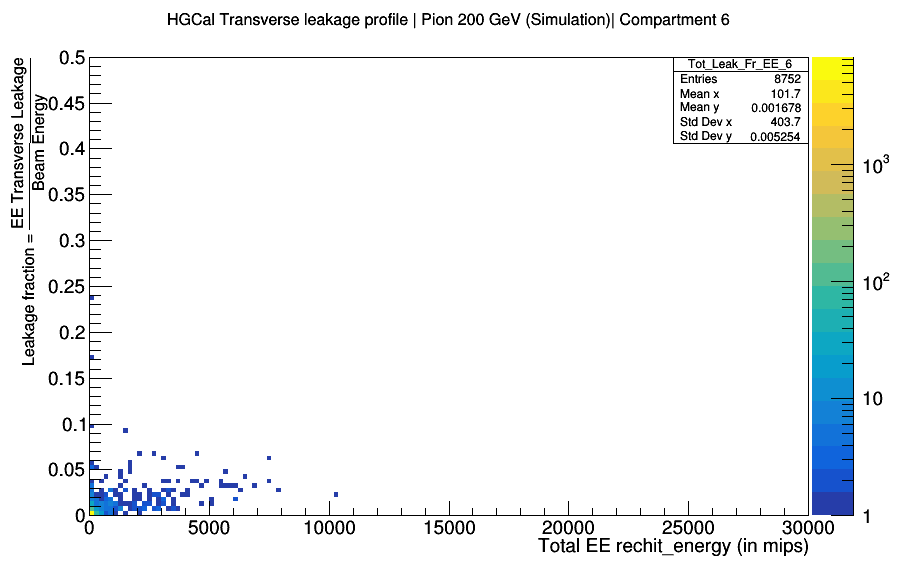 HGCal Transverse leakage profile | Pion 200 GeV (Simulation)| Compartment 6
Leakage fraction = EE Transverse Leakage
Beam Energy
0.5
0.45
0.4
0.35
0.3
0.25
0.2
0.15
0.1
0.05
0
Tot_Leak_Fr_EE_6
Entries 8752
Mean x 101.7
Mean y 0.001678
Std Dev x 403.7
Std Dev y 0.005254
10³
10²
10
1
0 5000 10000 15000 20000 25000 30000
Total EE rechit_energy (in mips)